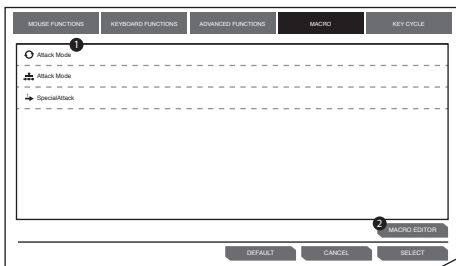 MOUSE FUNCTIONS KEYBOARD FUNCTIONS ADVANCED FUNCTIONS MACRO KEY CYCLE
1
Attack Mode
Attack Mode
SpecialAttack
2
MACRO EDITOR
DEFAULT CANCEL SELECT